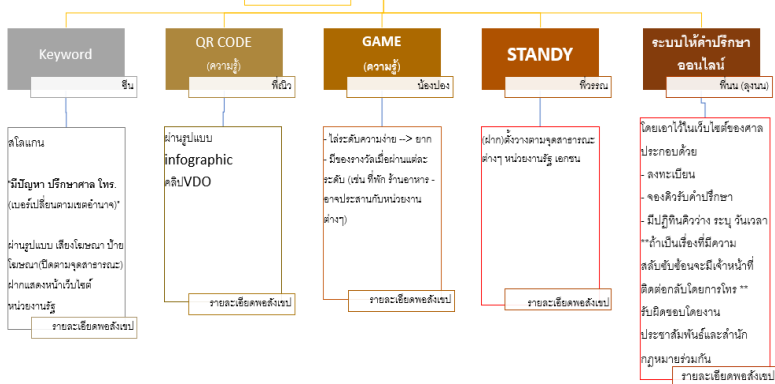 Keyword
ซีน
สโลแกน
"มีปัญหา ปรึกษาศาล โทร.
(เบอร์เปลี่ยนตามเขตอำนาจ)"
ผ่านรูปแบบ เสียงโฆษณา ป้าย
โฆษณา(ปิดตามจุดสาธารณะ)
ฝากแสดงหน้าเว็บไซต์
หน่วยงานรัฐ
รายละเอียดพอสังเขป
QR CODE
(ความรู้)
พี่ณิว
ผ่านรูปแบบ
infographic
คลิปVDO
รายละเอียดพอสังเขป
GAME
(ความรู้)
น้องปอง
- ไล่ระดับความง่าย --> ยาก
- มีของรางวัลเมื่อผ่านแต่ละ
ระดับ (เช่น ที่พัก ร้านอาหาร -
อาจประสานกับหน่วยงาน
ต่างๆ)
รายละเอียดพอสังเขป
STANDY
พี่วรรณ
(ฝาก)ตั้งวางตามจุดสาธารณะ
ต่างๆ หน่วยงานรัฐ เอกชน
รายละเอียดพอสังเขป
ระบบให้คำปรึกษา
ออนไลน์
พี่นน (ลุงนน)
โดยเอาไว้ในเว็บไซต์ของศาล
ประกอบด้วย
- ลงทะเบียน
- จองคิวรับคำปรึกษา
- มีปฏิทินคิวว่าง ระบุ วันเวลา
**ถ้าเป็นเรื่องที่มีความ
สลับซับซ้อนจะมีเจ้าหน้าที่
ติดต่อกลับโดยการโทร **
รับผิดชอบโดยงาน
ประชาสัมพันธ์และสำนัก
กฎหมายร่วมกัน
รายละเอียดพอสังเขป